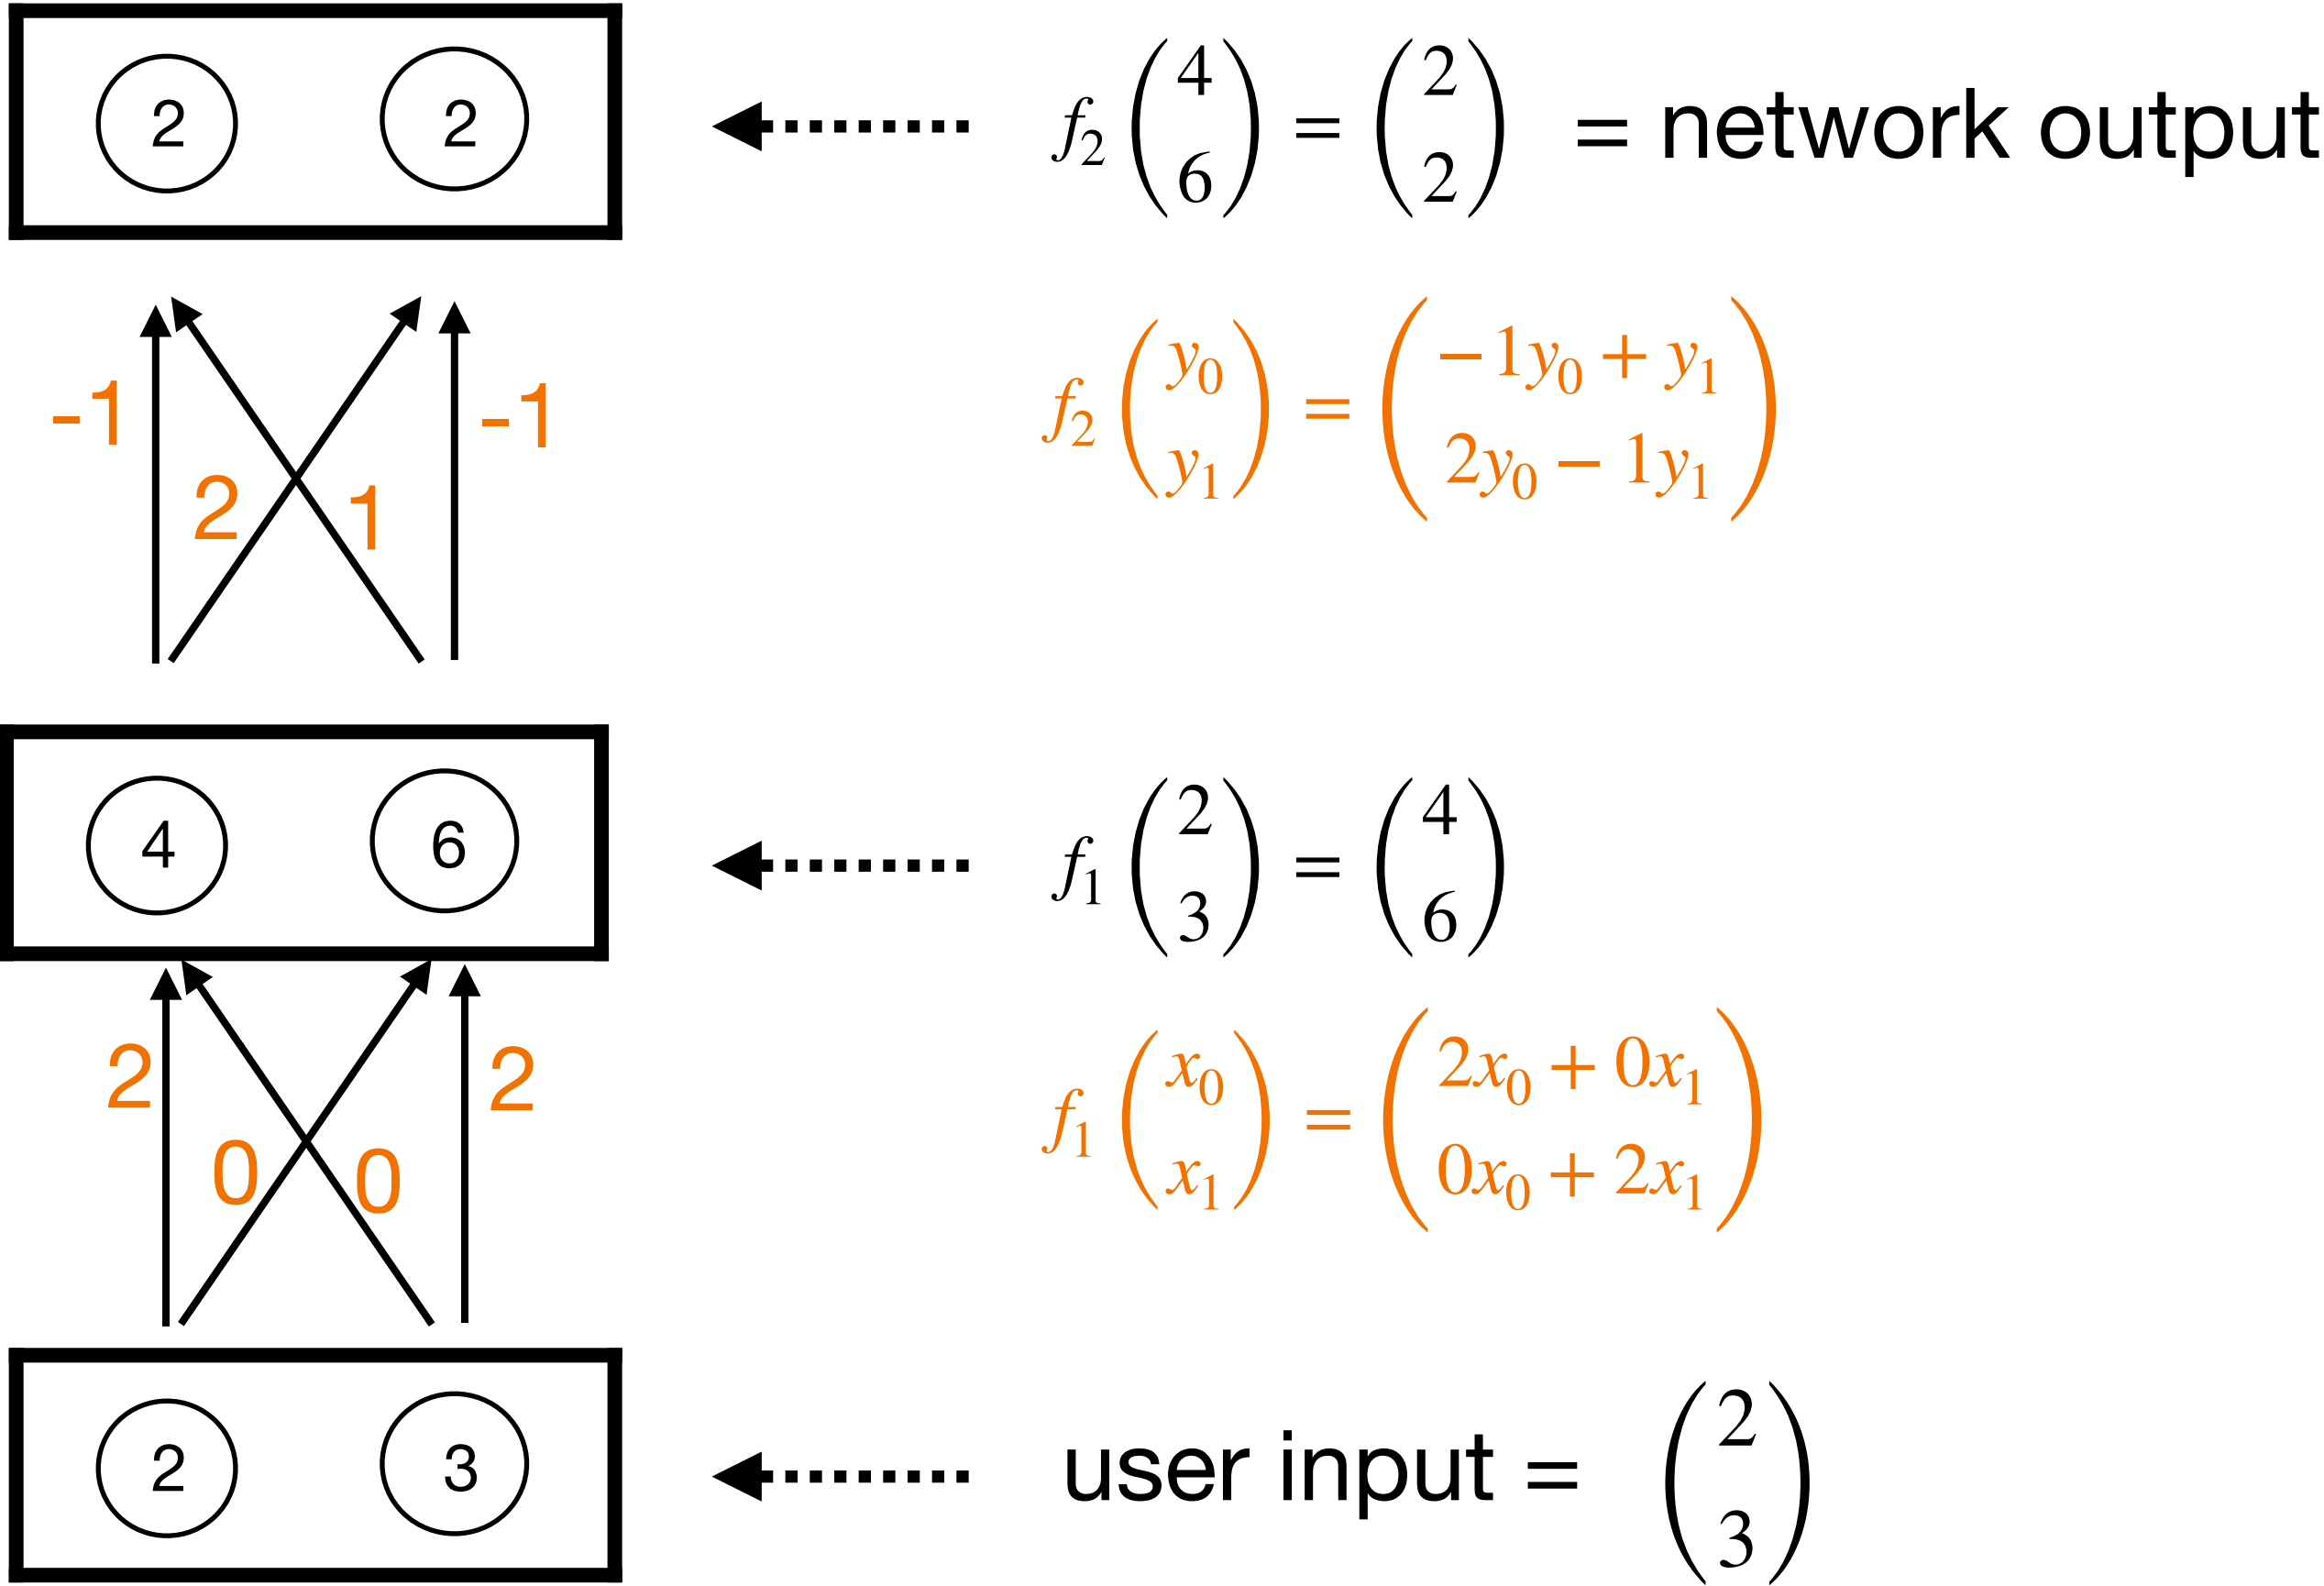 2 2
f₂ (4 6) = (2 2) = network output
-1 2 1 -1
f₂ (y₀ y₁) = (− 1y₀ + y₁ 2y₀ − 1y₁)
4 6
f₁ (2 3) = (4 6)
2 0 0 2
f₁ (x₀ x₁) = (2x₀ + 0x₁ 0x₀ + 2x₁)
2 3
user input = (2 3)